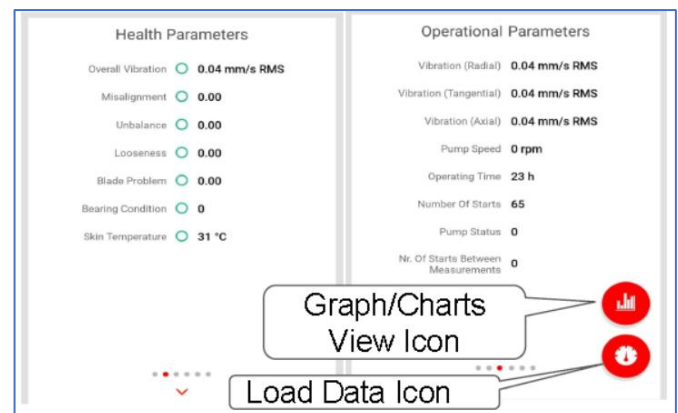 Health Parameters
Overall Vibration 0.04 mm/s RMS
Misalignment 0.00
Unbalance 0.00
Looseness 0.00
Blade Problem 0.00
Bearing Condition 0
Skin Temperature 31 °C
Operational Parameters
Vibration (Radial) 0.04 mm/s RMS
Vibration (Tangential) 0.04 mm/s RMS
Vibration (Axial) 0.04 mm/s RMS
Pump Speed 0 rpm
Operating Time 23 h
Number Of Starts 65
Pump Status 0
Nr. Of Starts Between
Measurements 0
Graph/Charts
View Icon
Load Data Icon